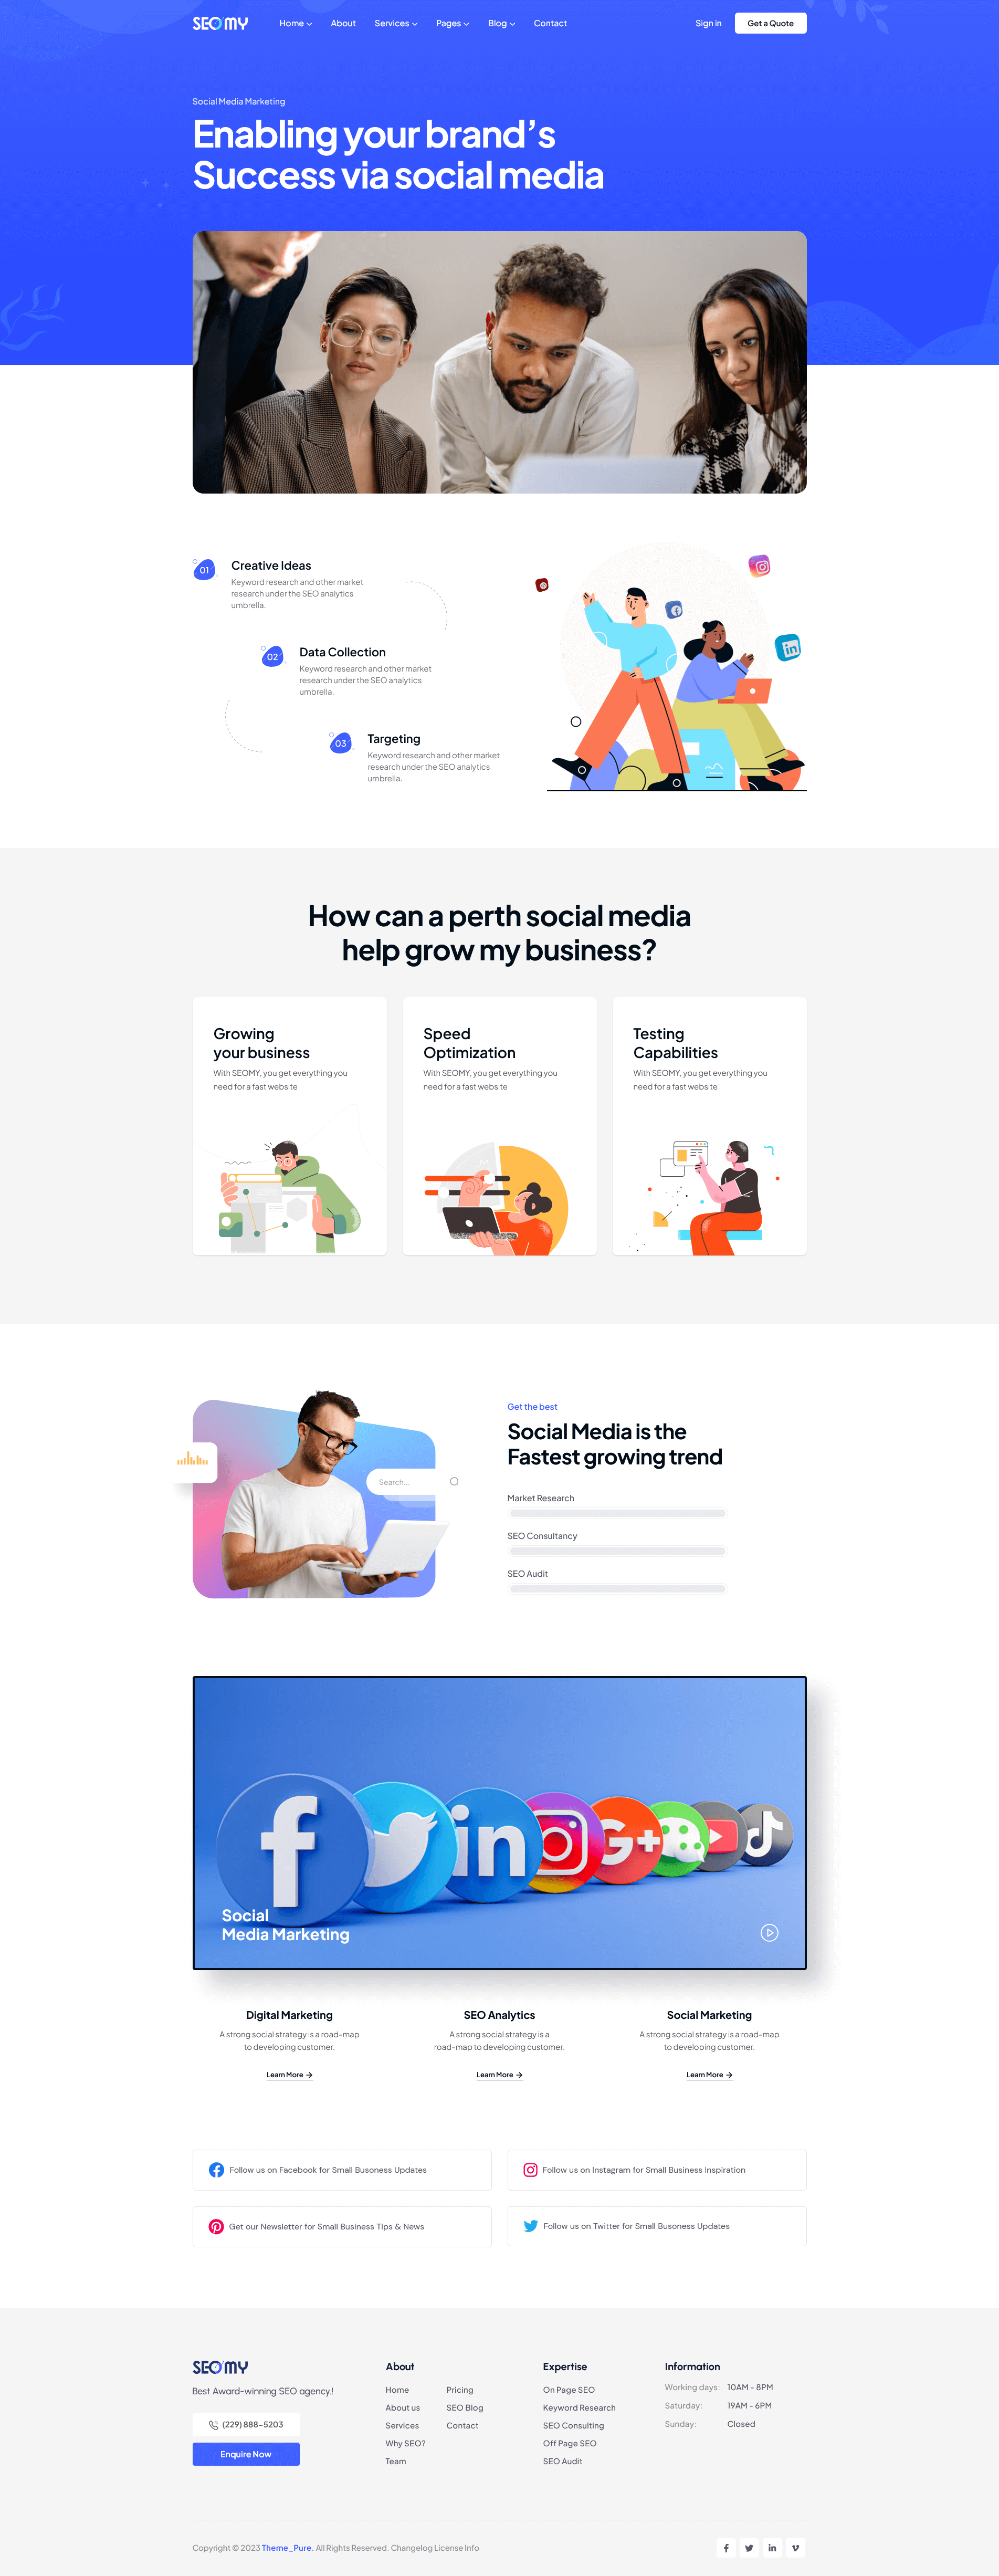 SEOMY
Home
About
Services
Pages
Blog
Contact
Sign in
Get a Quote
Social Media Marketing
Enabling your brand’s
Success via social media
01
Creative Ideas
Keyword research and other market
research under the SEO analytics
umbrella.
02
Data Collection
Keyword research and other market
research under the SEO analytics
umbrella.
03
Targeting
Keyword research and other market
research under the SEO analytics
umbrella.
How can a perth social media
help grow my business?
Growing
your business
With SEOMY, you get everything you
need for a fast website
Speed
Optimization
With SEOMY, you get everything you
need for a fast website
Testing
Capabilities
With SEOMY, you get everything you
need for a fast website
Search...
Get the best
Social Media is the
Fastest growing trend
Market Research
SEO Consultancy
SEO Audit
Social
Media Marketing
Digital Marketing
A strong social strategy is a road-map
to developing customer.
Learn More
SEO Analytics
A strong social strategy is a
road-map to developing customer.
Learn More
Social Marketing
A strong social strategy is a road-map
to developing customer.
Learn More
Follow us on Facebook for Small Busoness Updates
Follow us on Instagram for Small Business Inspiration
Get our Newsletter for Small Business Tips & News
Follow us on Twitter for Small Busoness Updates
SEOMY
Best Award-winning SEO agency.!
(229) 888-5203
Enquire Now
About
Home
About us
Services
Why SEO?
Team
Pricing
SEO Blog
Contact
Expertise
On Page SEO
Keyword Research
SEO Consulting
Off Page SEO
SEO Audit
Information
Working days: 10AM - 8PM
Saturday: 19AM - 6PM
Sunday: Closed
Copyright © 2023 Theme_Pure. All Rights Reserved. Changelog License Info